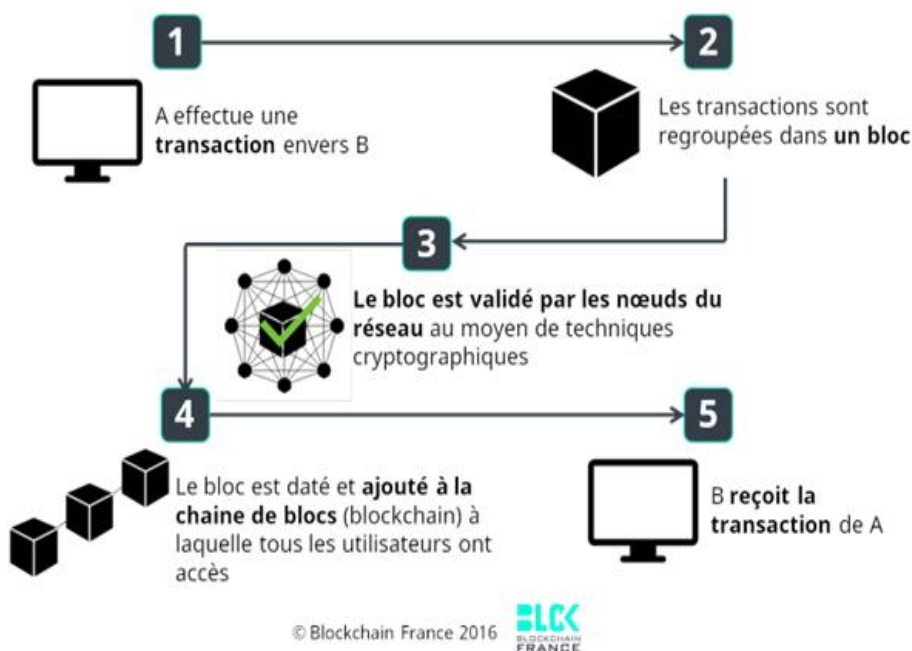 1
2
A effectue une
transaction envers B
Les transactions sont
regroupées dans un bloc
3
Le bloc est validé par les nœuds du
réseau au moyen de techniques
cryptographiques
4
5
Le bloc est daté et ajouté à la
chaine de blocs (blockchain) à
laquelle tous les utilisateurs ont
accès
B reçoit la
transaction de A
© Blockchain France 2016
BLCK
BLOCKCHAIN
FRANCE